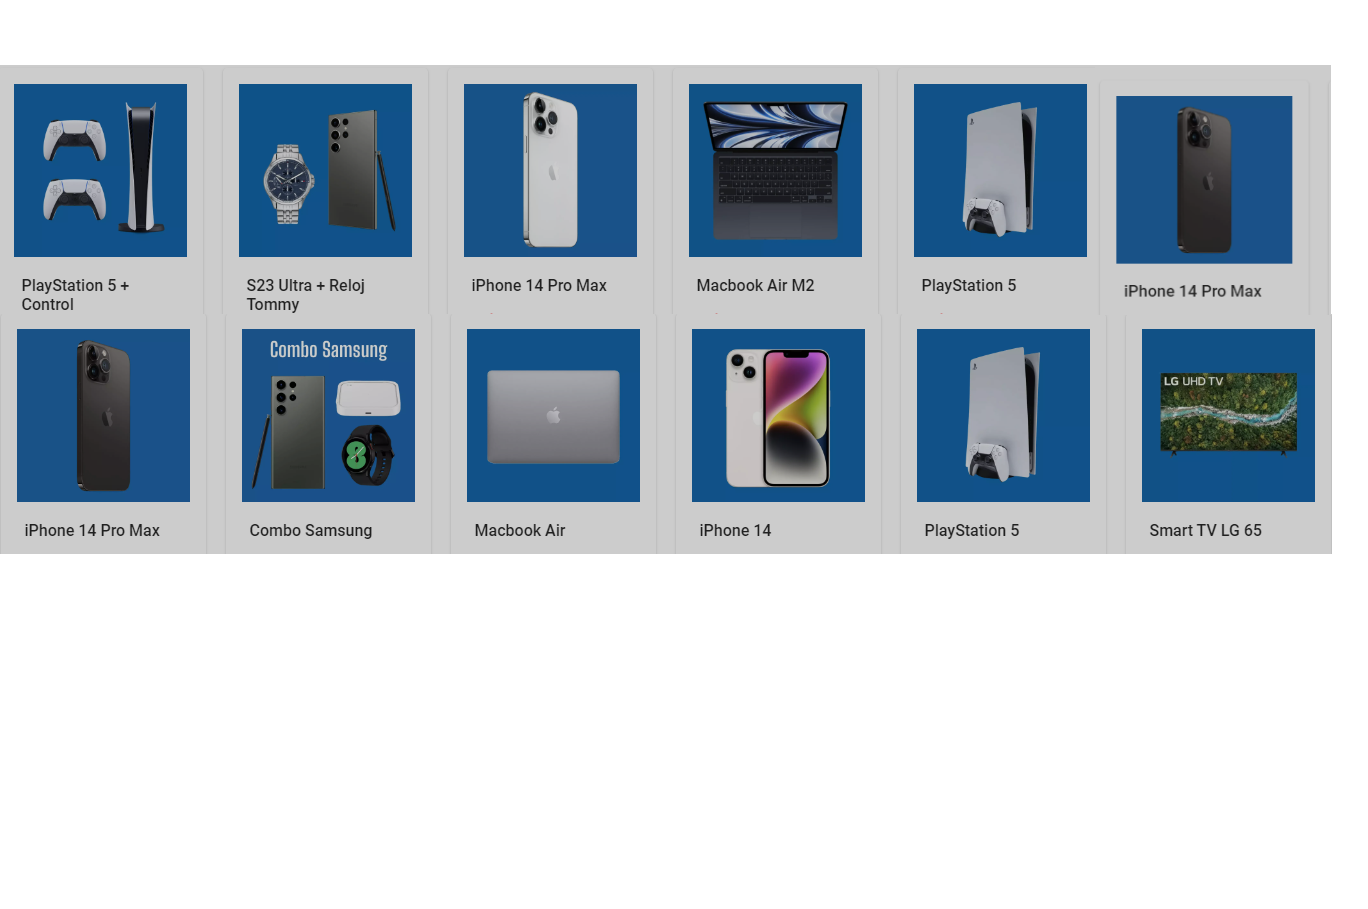 PlayStation 5 +
Control
S23 Ultra + Reloj
Tommy
iPhone 14 Pro Max
Macbook Air M2
PlayStation 5
iPhone 14 Pro Max
Combo Samsung
LG UHD TV
iPhone 14 Pro Max
Combo Samsung
Macbook Air
iPhone 14
PlayStation 5
Smart TV LG 65